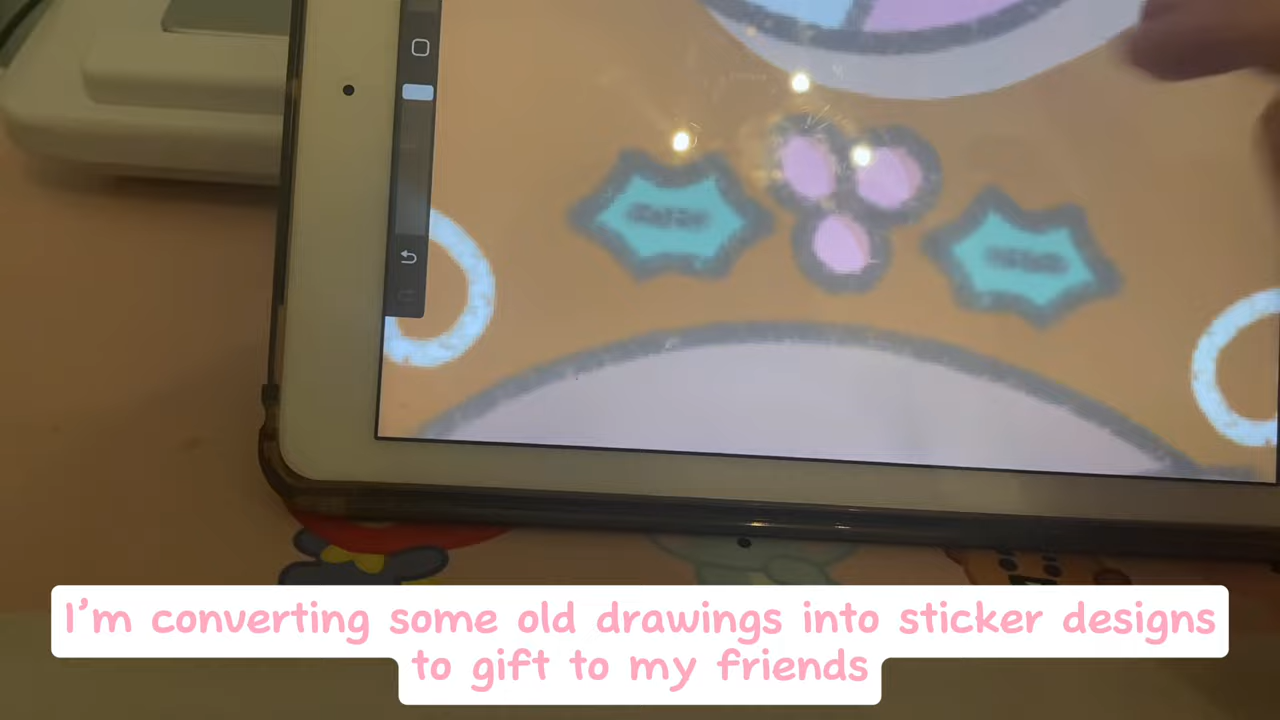 I'm converting some old drawings into sticker designs
to gift to my friends